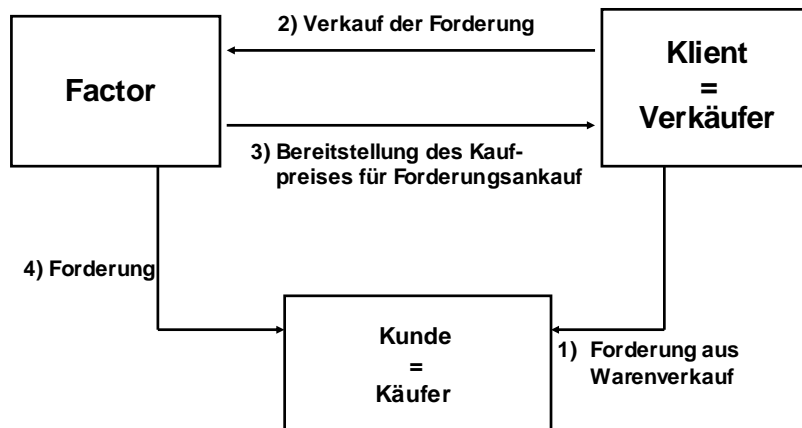 2) Verkauf der Forderung
Factor
Klient
=
Verkäufer
3) Bereitstellung des Kauf-
preises für Forderungsankauf
4) Forderung
Kunde
=
Käufer
1) Forderung aus
Warenverkauf